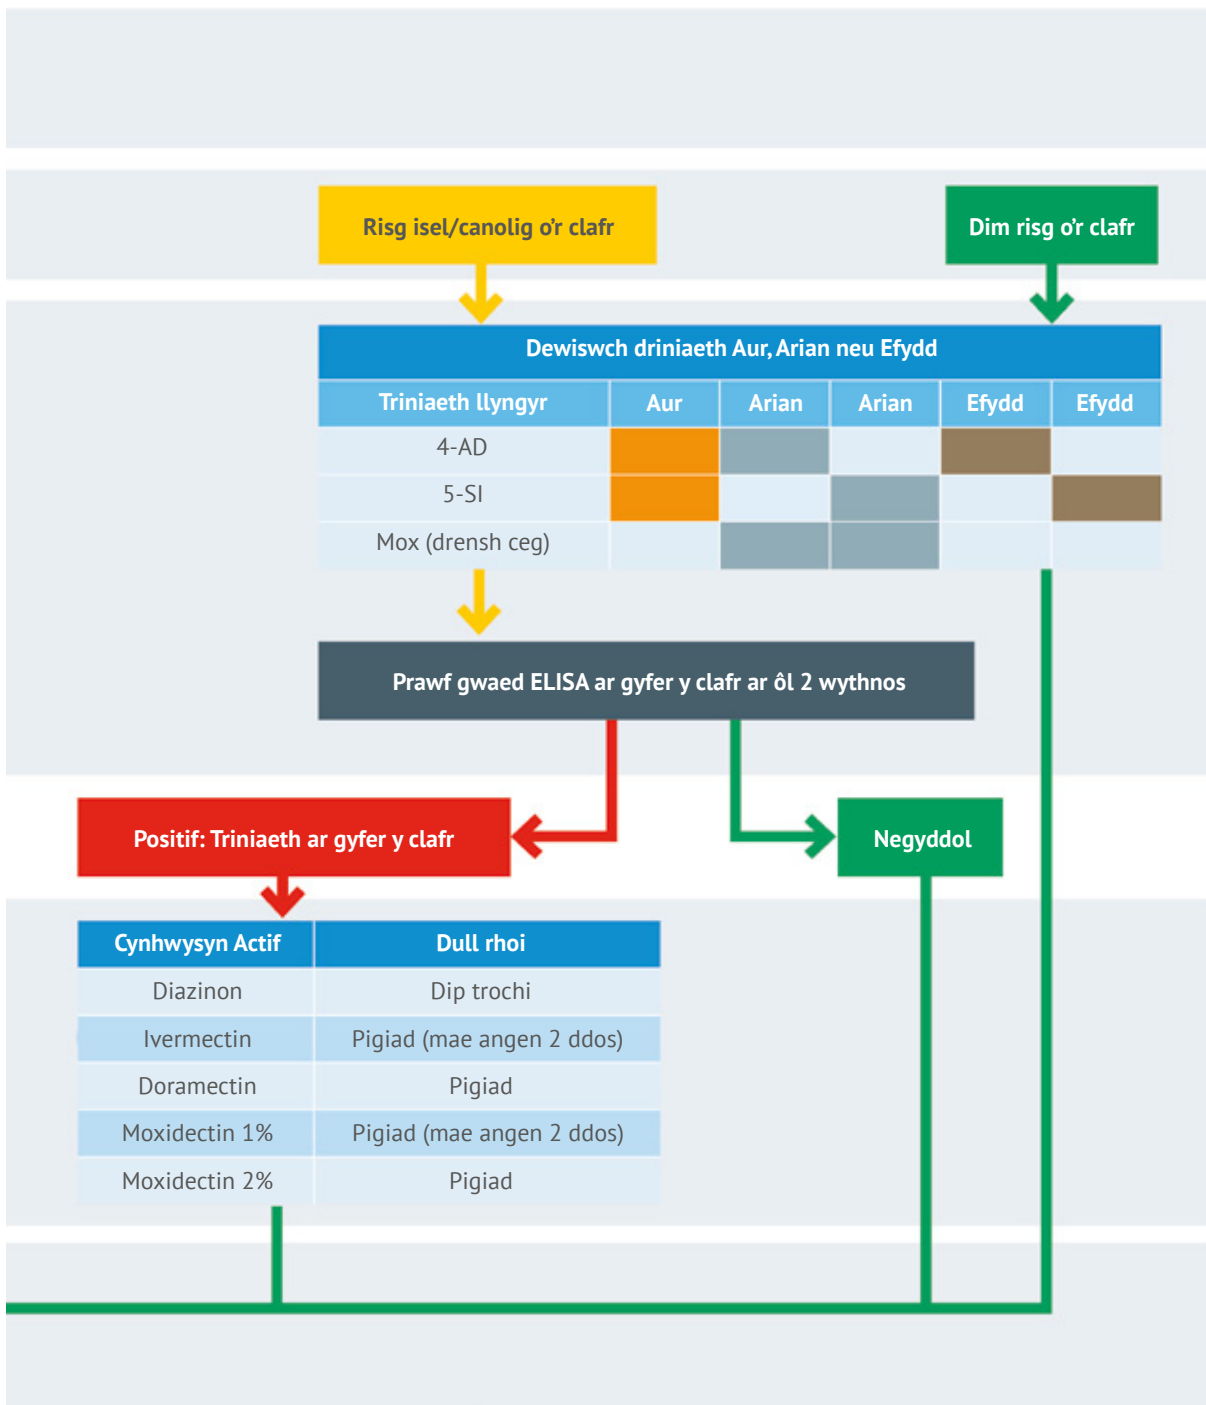 Risg isel/canolig o'r clafr
Dim risg o'r clafr
Dewiswch driniaeth Aur, Arian neu Efydd
Triniaeth llyngyr Aur Arian Arian Efydd Efydd
4-AD
5-SI
Mox (drensh ceg)
Prawf gwaed ELISA ar gyfer y clafr ar ôl 2 wythnos
Positif: Triniaeth ar gyfer y clafr
Negyddol
Cynhwysyn Actif Dull rhoi
Diazinon Dip trochi
Ivermectin Pigiad (mae angen 2 ddos)
Doramectin Pigiad
Moxidectin 1% Pigiad (mae angen 2 ddos)
Moxidectin 2% Pigiad